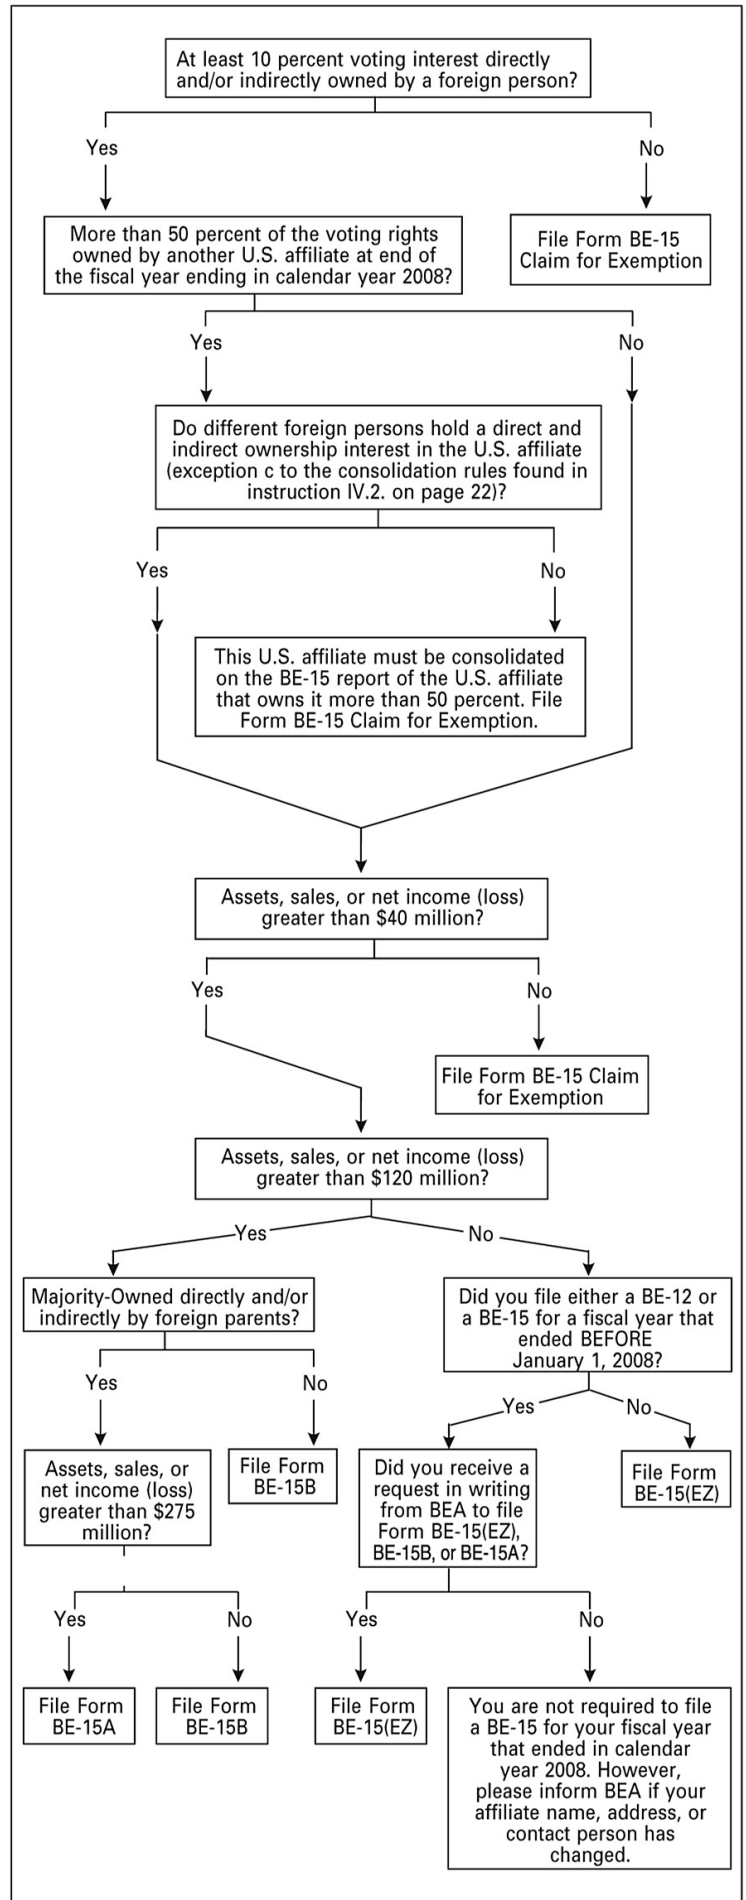 At least 10 percent voting interest directly
and/or indirectly owned by a foreign person?
Yes
No
More than 50 percent of the voting rights
owned by another U.S. affiliate at end of
the fiscal year ending in calendar year 2008?
File Form BE-15
Claim for Exemption
Yes
No
Do different foreign persons hold a direct and
indirect ownership interest in the U.S. affiliate
(exception c to the consolidation rules found in
instruction IV.2. on page 22)?
Yes
No
This U.S. affiliate must be consolidated
on the BE-15 report of the U.S. affiliate
that owns it more than 50 percent. File
Form BE-15 Claim for Exemption.
Assets, sales, or net income (loss)
greater than $40 million?
Yes
No
File Form BE-15 Claim
for Exemption
Assets, sales, or net income (loss)
greater than $120 million?
Yes
No
Majority-Owned directly and/or
indirectly by foreign parents?
Did you file either a BE-12 or
a BE-15 for a fiscal year that
ended BEFORE
January 1, 2008?
Yes
No
Yes
No
Assets, sales, or
net income (loss)
greater than $275
million?
File Form
BE-15B
Did you receive a
request in writing
from BEA to file
Form BE-15(EZ),
BE-15B, or BE-15A?
File Form
BE-15(EZ)
Yes
No
Yes
No
File Form
BE-15A
File Form
BE-15B
File Form
BE-15(EZ)
You are not required to file
a BE-15 for your fiscal year
that ended in calendar
year 2008. However,
please inform BEA if your
affiliate name, address, or
contact person has
changed.